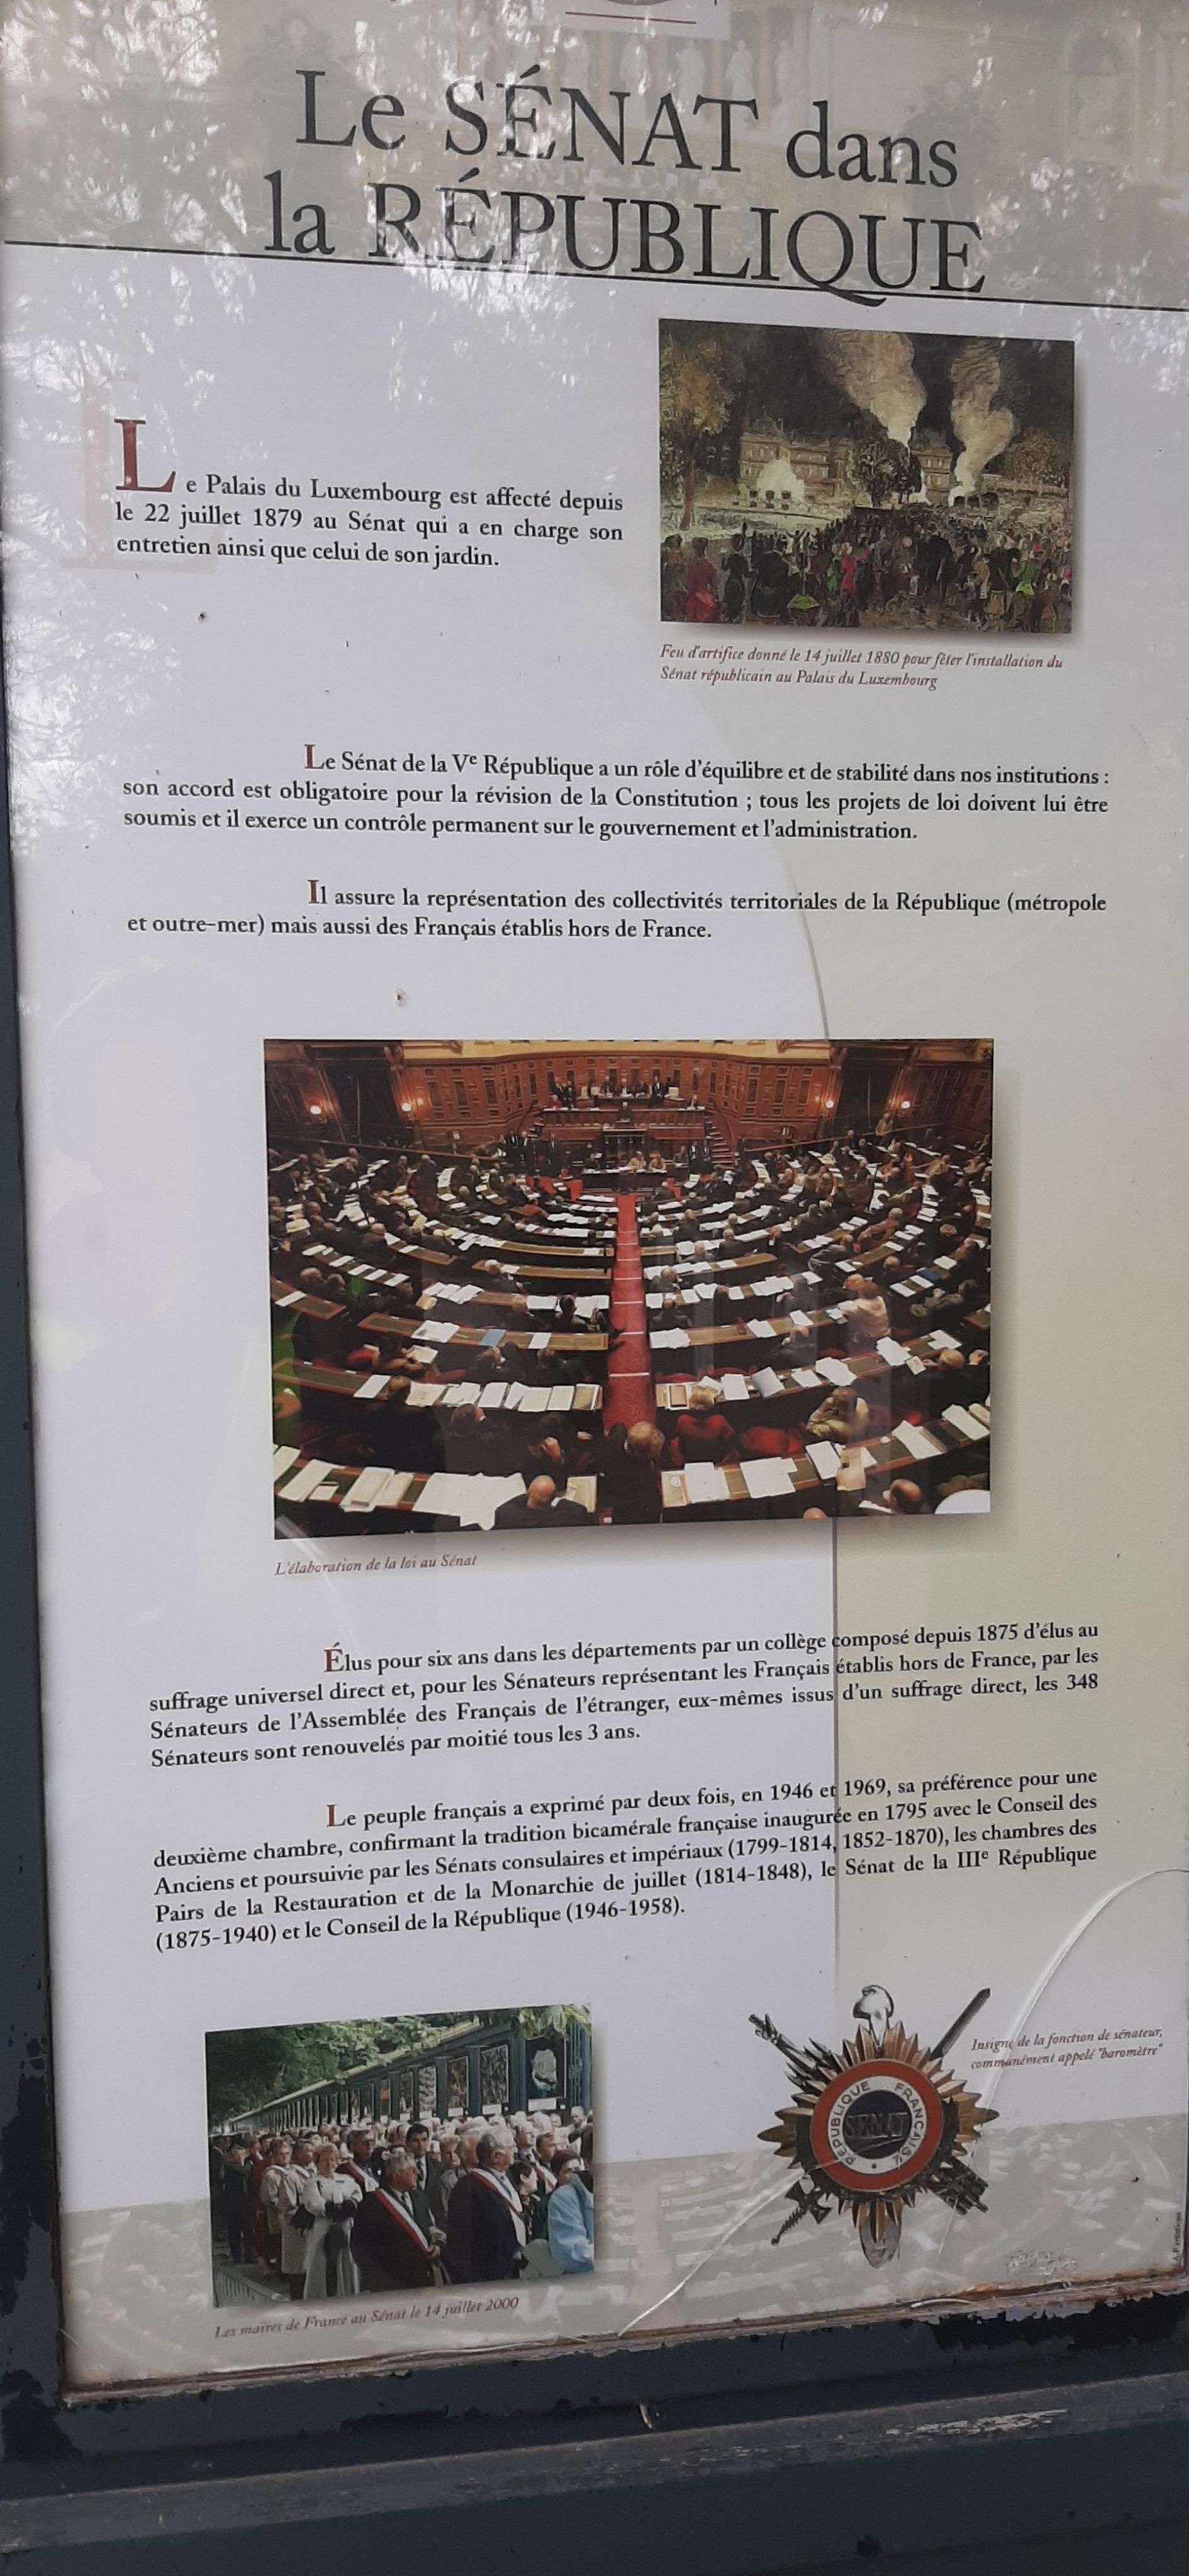 Le SÉNAT dans
la RÉPUBLIQUE
Le Palais du Luxembourg est affecté depuis
le 22 juillet 1879 au Sénat qui a en charge son
entretien ainsi que celui de son jardin.
Feu d'artifice donné le 14 juillet 1880 pour fêter l'installation du
Sénat républicain au Palais du Luxembourg
Le Sénat de la Ve République a un rôle d'équilibre et de stabilité dans nos institutions :
son accord est obligatoire pour la révision de la Constitution ; tous les projets de loi doivent lui être
soumis et il exerce un contrôle permanent sur le gouvernement et l'administration.
Il assure la représentation des collectivités territoriales de la République (métropole
et outre-mer) mais aussi des Français établis hors de France.
L'élaboration de la loi au Sénat
Élus pour six ans dans les départements par un collège composé depuis 1875 d'élus au
suffrage universel direct et, pour les Sénateurs représentant les Français établis hors de France, par les
Sénateurs de l'Assemblée des Français de l'étranger, eux-mêmes issus d'un suffrage direct, les 348
Sénateurs sont renouvelés par moitié tous les 3 ans.
Le peuple français a exprimé par deux fois, en 1946 et 1969, sa préférence pour une
deuxième chambre, confirmant la tradition bicamérale française inaugurée en 1795 avec le Conseil des
Anciens et poursuivie par les Sénats consulaires et impériaux (1799-1814, 1852-1870), les chambres des
Pairs de la Restauration et de la Monarchie de juillet (1814-1848), le Sénat de la IIIe République
(1875-1940) et le Conseil de la République (1946-1958).
Insigne de la fonction de sénateur,
communément appelé "baromètre"
RÉPUBLIQUE FRANÇAISE
SÉNAT
Les maires de France au Sénat le 14 juillet 2000